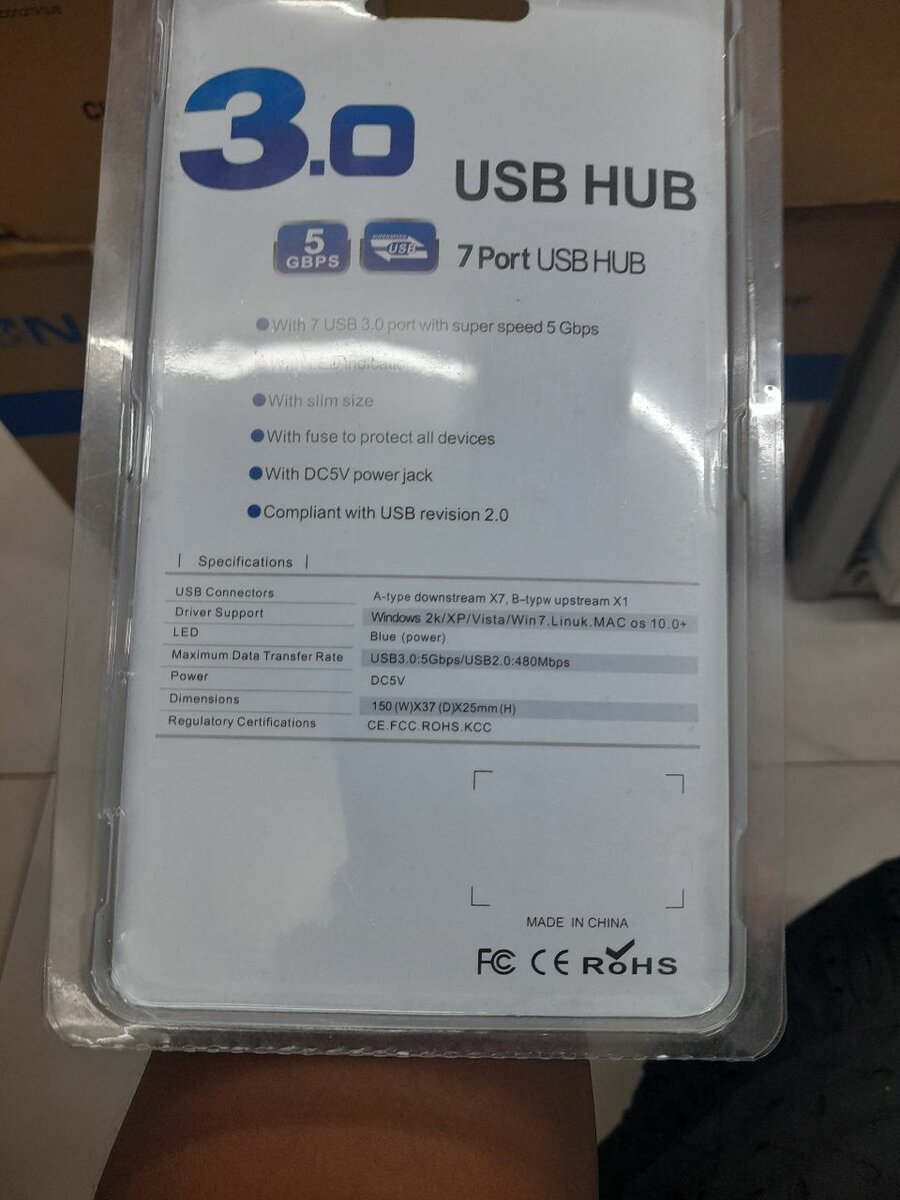 3.0
USB HUB
5
GBPS
USB
7 Port USB HUB
With 7 USB 3.0 port with super speed 5 Gbps
indicato
With slim size
With fuse to protect all devices
With DC5V power jack
Compliant with USB revision 2.0
| Specifications |
USB Connectors A-type downstream X7, B-typw upstream X1
Driver Support Windows 2k/XP/Vista/Win7.Linuk.MAC os 10.0+
LED Blue (power)
Maximum Data Transfer Rate USB3.0:5Gbps/USB2.0:480Mbps
Power DC5V
Dimensions 150 (W)X37 (D)X25mm (H)
Regulatory Certifications CE.FCC.ROHS.KCC
MADE IN CHINA
FC CE RoHS